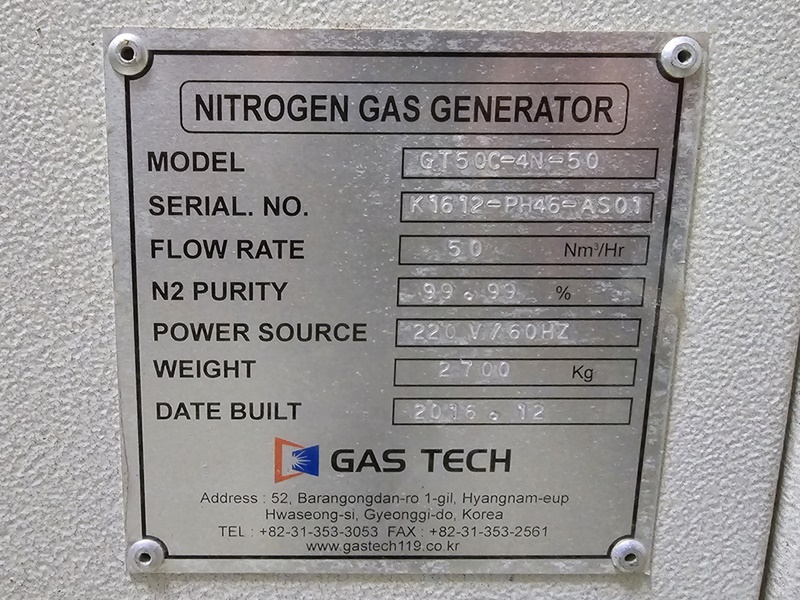 NITROGEN GAS GENERATOR
MODEL GT50C-4N-50
SERIAL. NO. K1612-PH46-AS01
FLOW RATE 50 Nm³/Hr
N2 PURITY 99.99 %
POWER SOURCE 220V/60HZ
WEIGHT 2700 Kg
DATE BUILT 2016.12
GAS TECH
Address : 52, Barangongdan-ro 1-gil, Hyangnam-eup
Hwaseong-si, Gyeonggi-do, Korea
TEL : +82-31-353-3053 FAX : +82-31-353-2561
www.gastech119.co.kr